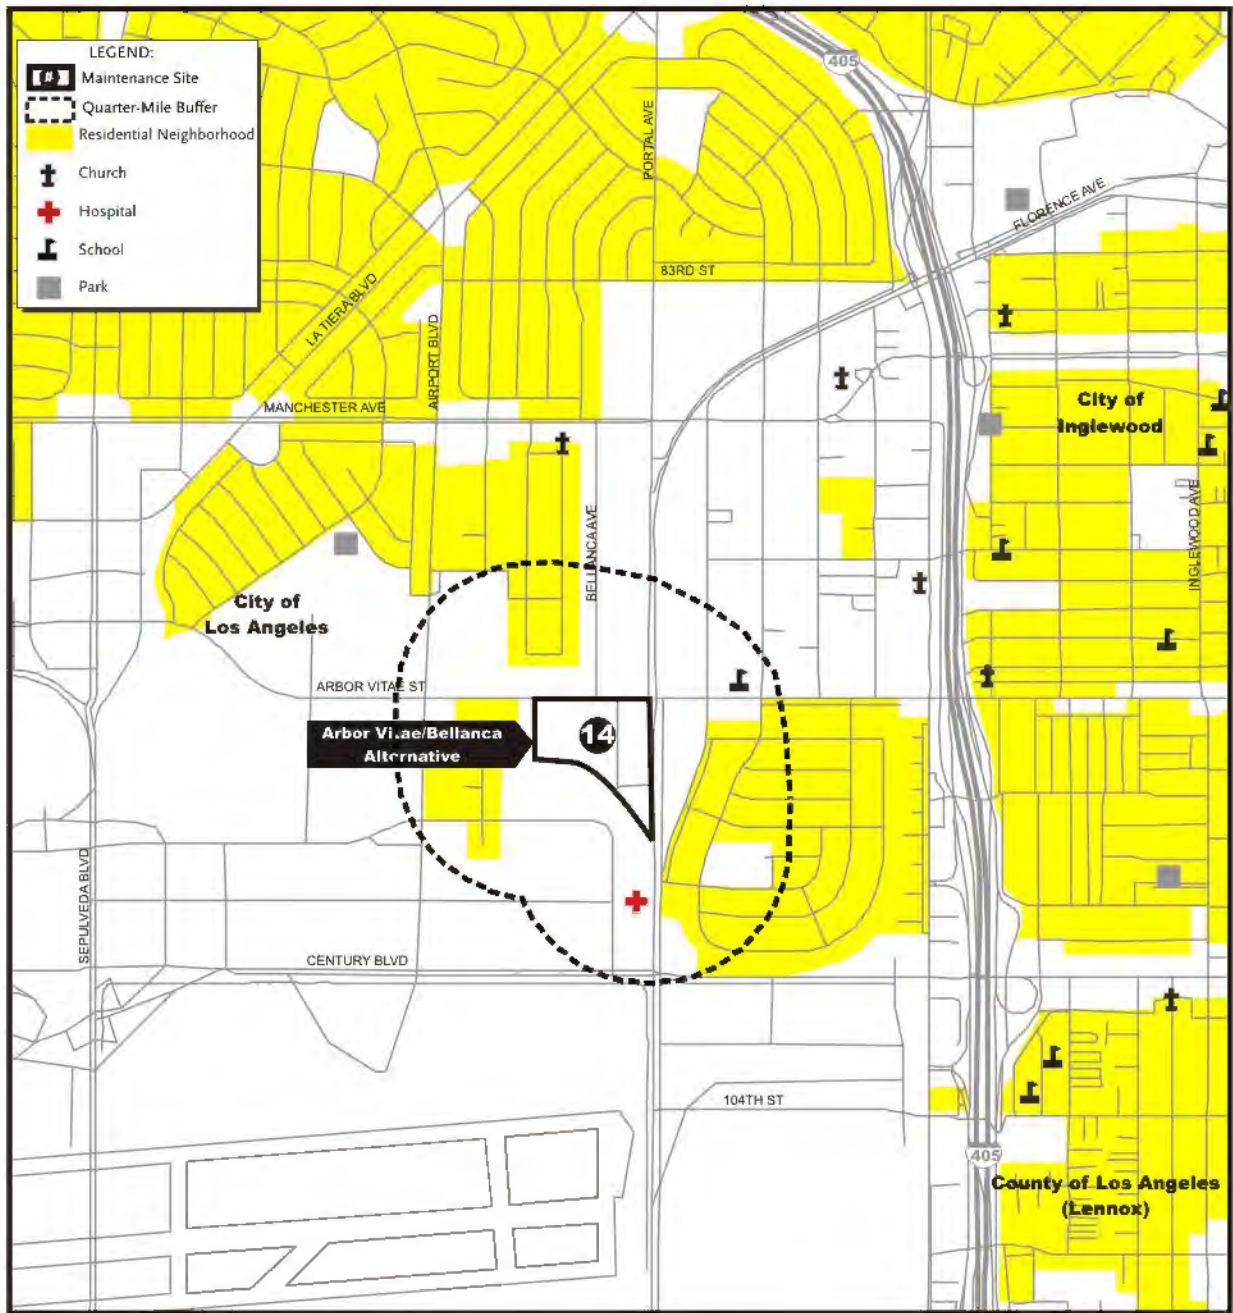 LEGEND:
(#) Maintenance Site
Quarter-Mile Buffer
Residential Neighborhood
Church
Hospital
School
Park
405
PORTAL AVE
FLORENCE AVE
83RD ST
LA TIERA BLVD
AIRPORT BLVD
MANCHESTER AVE
City of
Inglewood
INGLEWOOD AVE
BELLANCA AVE
City of
Los Angeles
ARBOR VITAE ST
Arbor Vitae/Bellanca
Alternative
14
SEPULVEDA BLVD
CENTURY BLVD
104TH ST
405
County of Los Angeles
(Lennox)